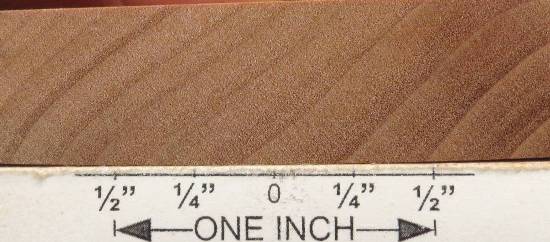 ½” ¼” 0 ¼” ½”
ONE INCH